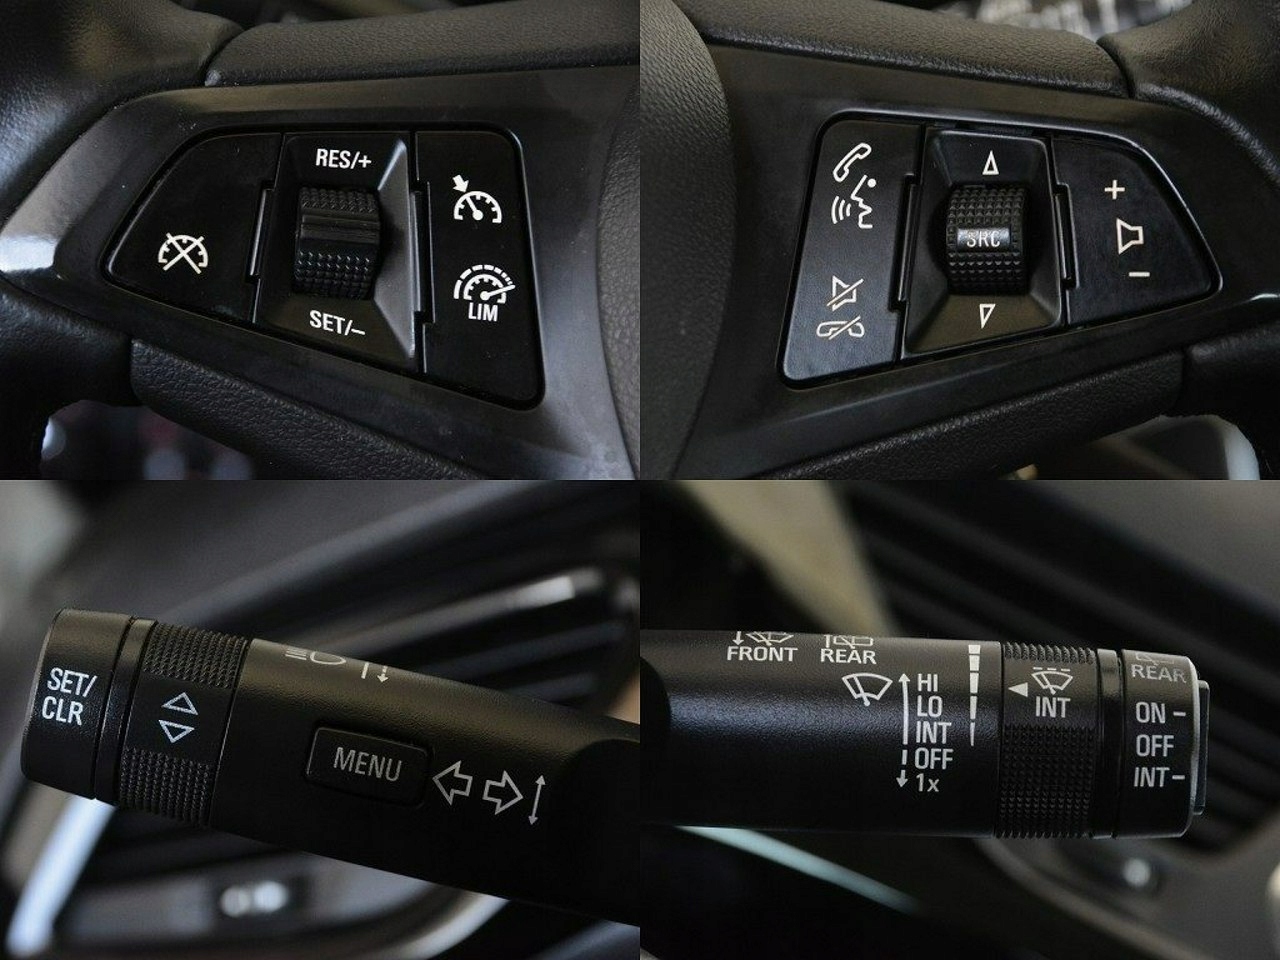 RES/+
SET/–
LIM
SRC
+
–
SET/
CLR
MENU
FRONT REAR
HI
LO
INT
OFF
1x
INT
REAR
ON –
OFF
INT –